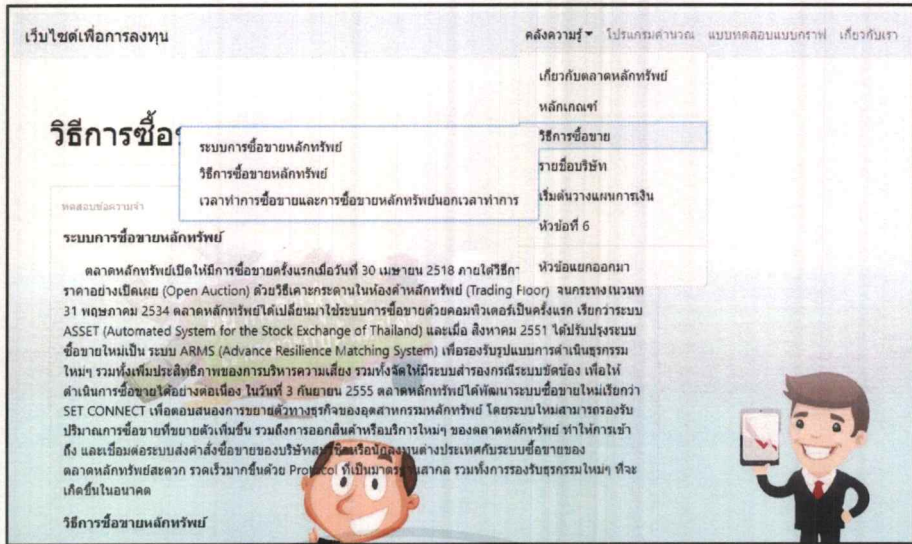 เว็บไซต์เพื่อการลงทุน
คลังความรู้ โปรแกรมคำนวณ แบบทดสอบแบบกราฟ เกี่ยวกับเรา
เกี่ยวกับตลาดหลักทรัพย์
หลักเกณฑ์
วิธีการซื้อขาย
รายชื่อบริษัท
เริ่มต้นวางแผนการเงิน
หัวข้อที่ 6
หัวข้อแยกออกมา
วิธีการซื้อ
ระบบการซื้อขายหลักทรัพย์
วิธีการซื้อขายหลักทรัพย์
เวลาทำการซื้อขายและการซื้อขายหลักทรัพย์นอกเวลาทำการ
ทดสอบข้อความจำ
ระบบการซื้อขายหลักทรัพย์
ตลาดหลักทรัพย์เปิดให้มีการซื้อขายครั้งแรกเมื่อวันที่ 30 เมษายน 2518 ภายใต้วิธีก
ราคาอย่างเปิดเผย (Open Auction) ด้วยวิธีเคาะกระดานในห้องค้าหลักทรัพย์ (Trading Floor) จนกระทั่ง
31 พฤษภาคม 2534 ตลาดหลักทรัพย์ได้เปลี่ยนมาใช้ระบบการซื้อขายด้วยคอมพิวเตอร์เป็นครั้งแรก เรียกว่าระบบ
ASSET (Automated System for the Stock Exchange of Thailand) และเมื่อ สิงหาคม 2551 ได้ปรับปรุงระบบ
ซื้อขายใหม่เป็น ระบบ ARMS (Advance Resilience Matching System) เพื่อรองรับรูปแบบการดำเนินธุรกรรม
ใหม่ๆ รวมทั้งเพิ่มประสิทธิภาพของการบริหารความเสี่ยง รวมทั้งจัดให้มีระบบสำรองกรณีระบบขัดข้อง เพื่อให้
ดำเนินการซื้อขายได้อย่างต่อเนื่อง ในวันที่ 3 กันยายน 2555 ตลาดหลักทรัพย์ได้พัฒนาระบบซื้อขายใหม่เรียกว่า
SET CONNECT เพื่อตอบสนองการขยายตัวทางธุรกิจของอุตสาหกรรมหลักทรัพย์ โดยระบบใหม่สามารถรองรับ
ปริมาณการซื้อขายที่ขยายตัวเพิ่มขึ้น รวมถึงการออกสินค้าหรือบริการใหม่ๆ ของตลาดหลักทรัพย์ ทำให้การเข้า
ถึง และเชื่อมต่อระบบส่งคำสั่งซื้อขายของบริษัทสมาชิกหรือนักลงทุนต่างประเทศกับระบบซื้อขายของ
ตลาดหลักทรัพย์สะดวก รวดเร็วมากขึ้นด้วย Protocol ที่เป็นมาตรฐานสากล รวมทั้งการรองรับธุรกรรมใหม่ๆ ที่จะ
เกิดขึ้นในอนาคต
วิธีการซื้อขายหลักทรัพย์